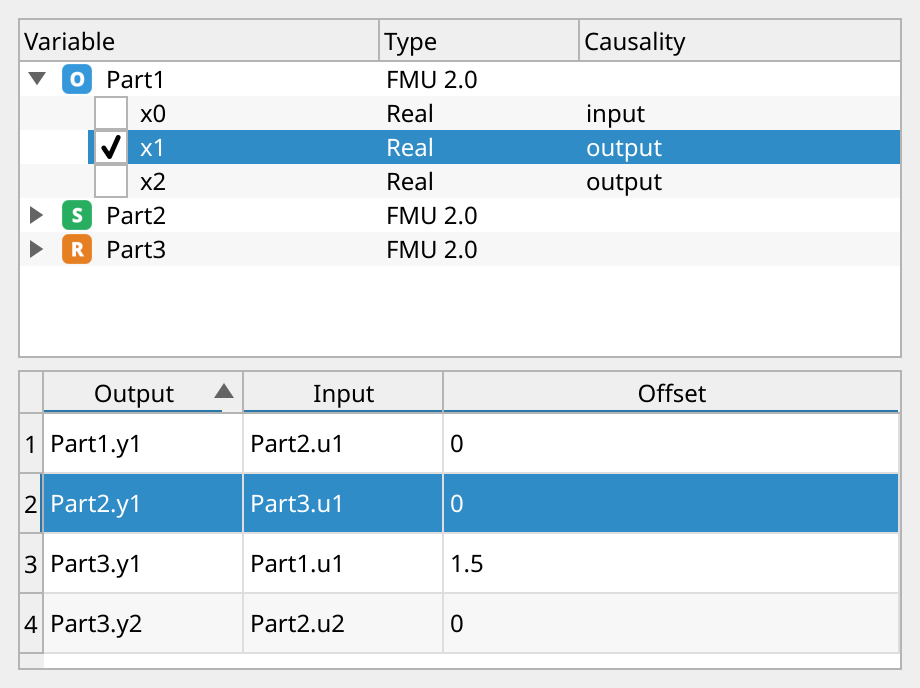 Variable Type Causality
O Part1 FMU 2.0
x0 Real input
x1 Real output
x2 Real output
S Part2 FMU 2.0
R Part3 FMU 2.0
Output Input Offset
1 Part1.y1 Part2.u1 0
2 Part2.y1 Part3.u1 0
3 Part3.y1 Part1.u1 1.5
4 Part3.y2 Part2.u2 0